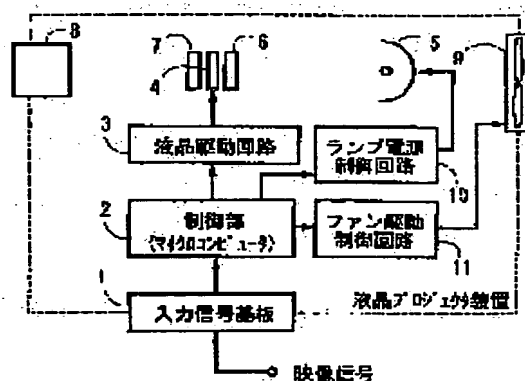 8
7
6
4
5
9
3
液晶駆動回路
ランプ電源
制御回路
10
2
制御部
(マイクロコンピュータ)
ファン駆動
制御回路
11
1
入力信号基板
液晶プロジェクタ装置
映像信号